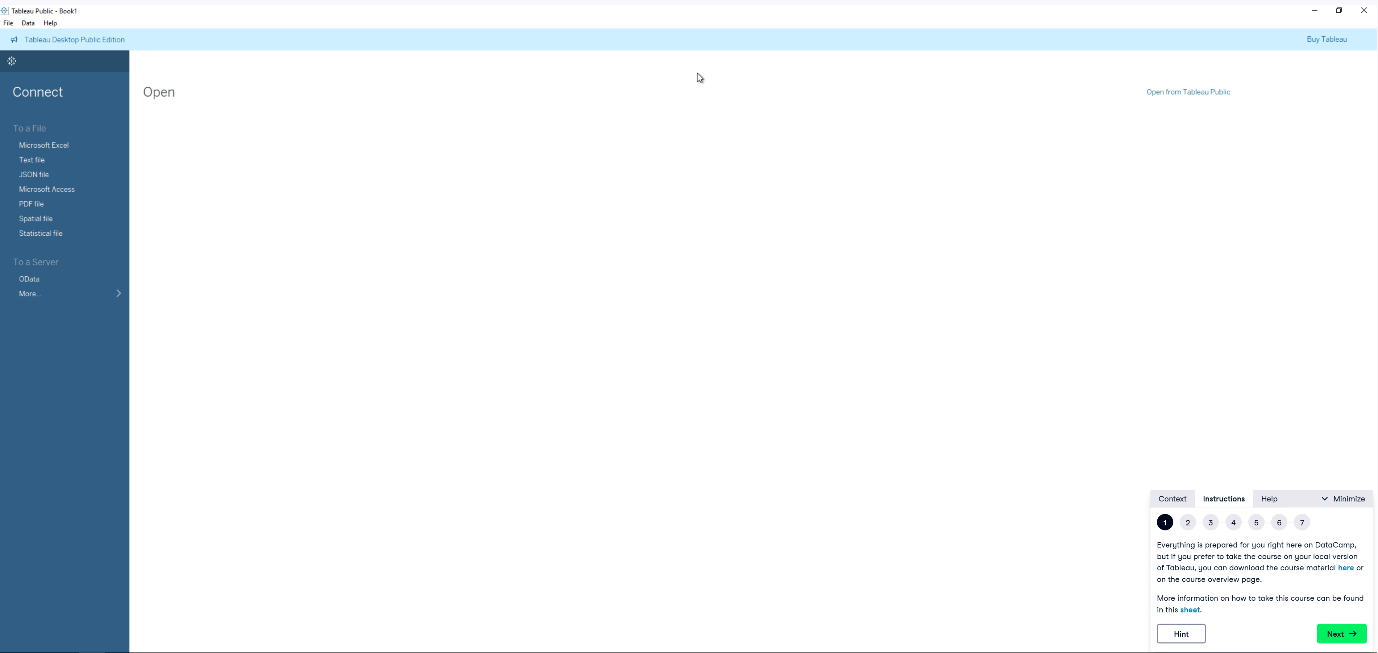 Tableau Public - Book1
File Data Help
Tableau Desktop Public Edition Buy Tableau
Connect
Open
Open from Tableau Public
To a File
Microsoft Excel
Text file
JSON file
Microsoft Access
PDF file
Spatial file
Statistical file
To a Server
OData
More...
Context Instructions Help Minimize
1 2 3 4 5 6 7
Everything is prepared for you right here on DataCamp,
but if you prefer to take the course on your local version
of Tableau, you can download the course material here or
on the course overview page.
More information on how to take this course can be found
in this sheet.
Hint Next